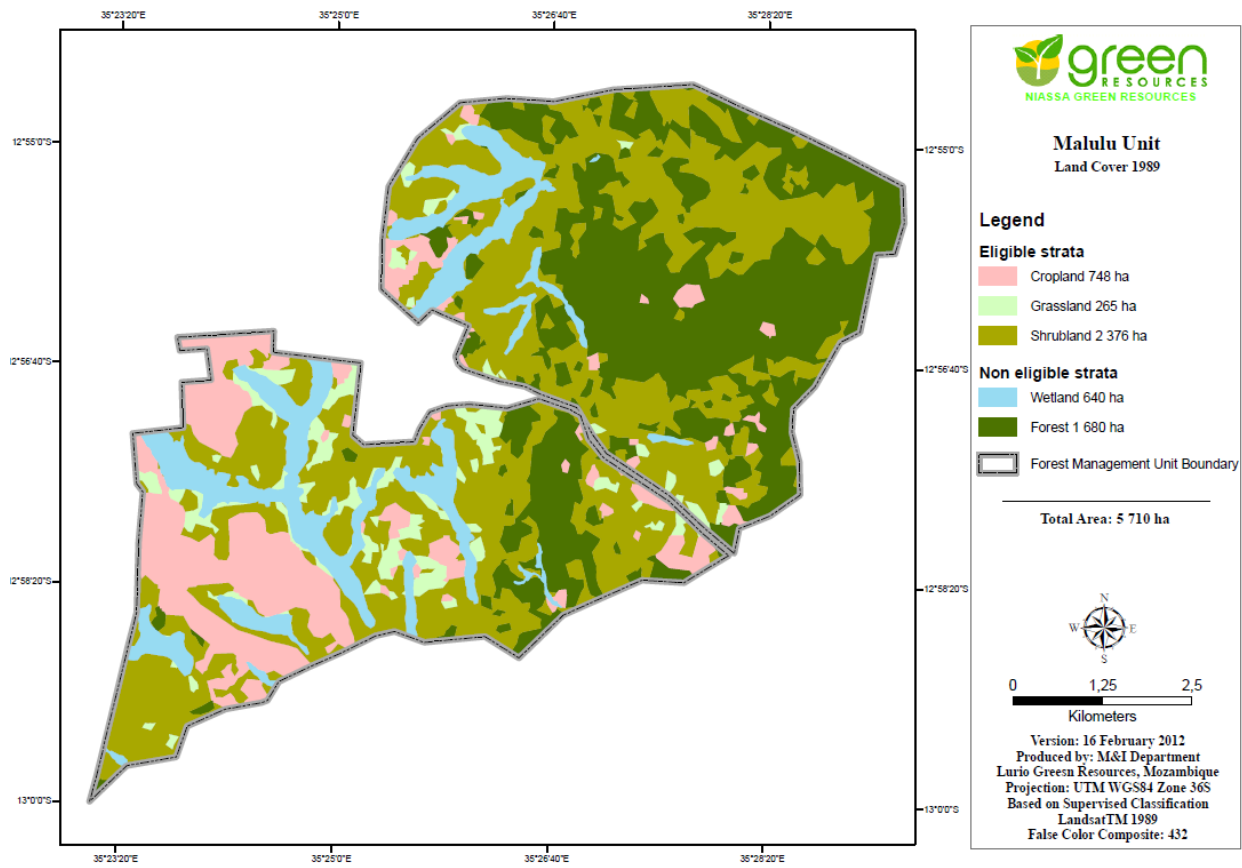 35°23'20"E 35°25'0"E 35°26'40"E 35°28'20"E
12°55'0"S 12°55'0"S
12°56'40"S 12°56'40"S
12°58'20"S 12°58'20"S
13°0'0"S 13°0'0"S
35°23'20"E 35°25'0"E 35°26'40"E 35°28'20"E
green
RESOURCES
NIASSA GREEN RESOURCES
Malulu Unit
Land Cover 1989
Legend
Eligible strata
Cropland 748 ha
Grassland 265 ha
Shrubland 2 376 ha
Non eligible strata
Wetland 640 ha
Forest 1 680 ha
Forest Management Unit Boundary
Total Area: 5 710 ha
N
W E
S
0 1,25 2,5
Kilometers
Version: 16 February 2012
Produced by: M&I Department
Lurio Greesn Resources, Mozambique
Projection: UTM WGS84 Zone 36S
Based on Supervised Classification
LandsatTM 1989
False Color Composite: 432